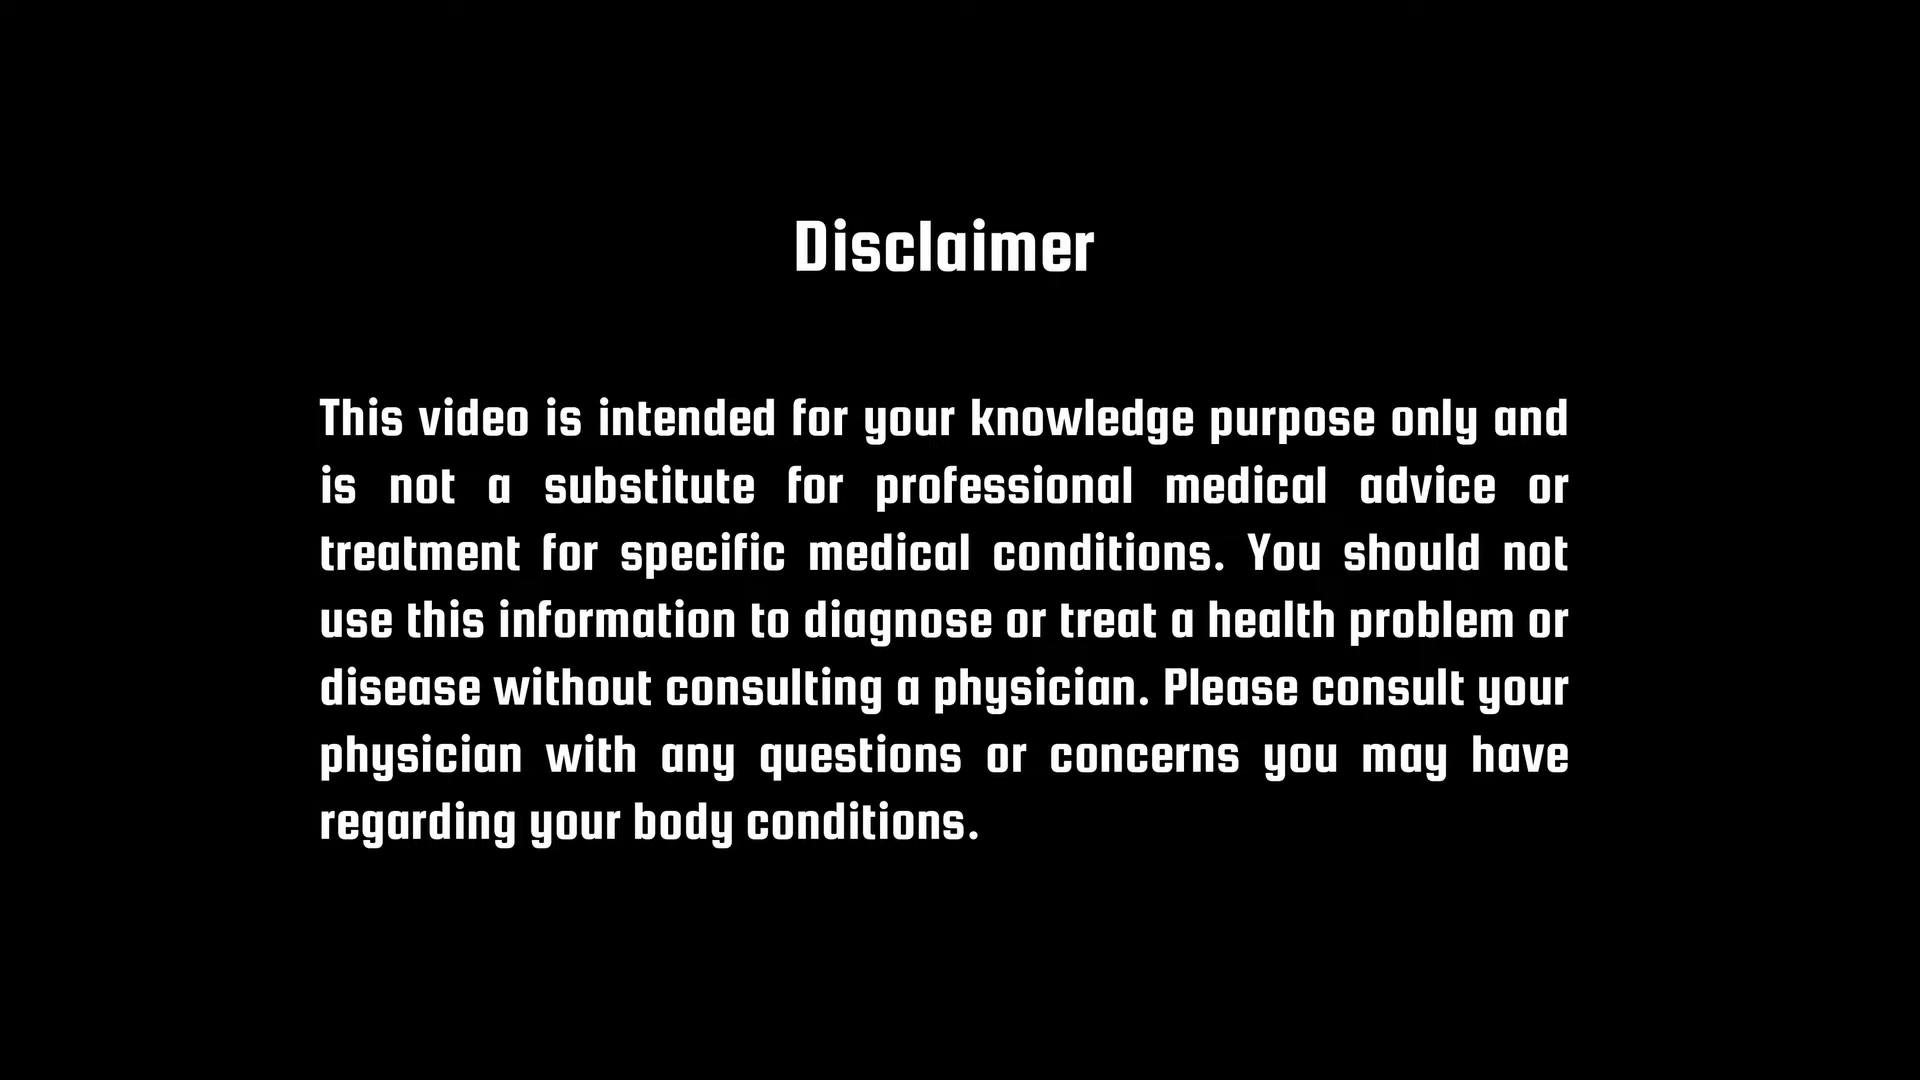 Disclaimer
This video is intended for your knowledge purpose only and
is not a substitute for professional medical advice or
treatment for specific medical conditions. You should not
use this information to diagnose or treat a health problem or
disease without consulting a physician. Please consult your
physician with any questions or concerns you may have
regarding your body conditions.